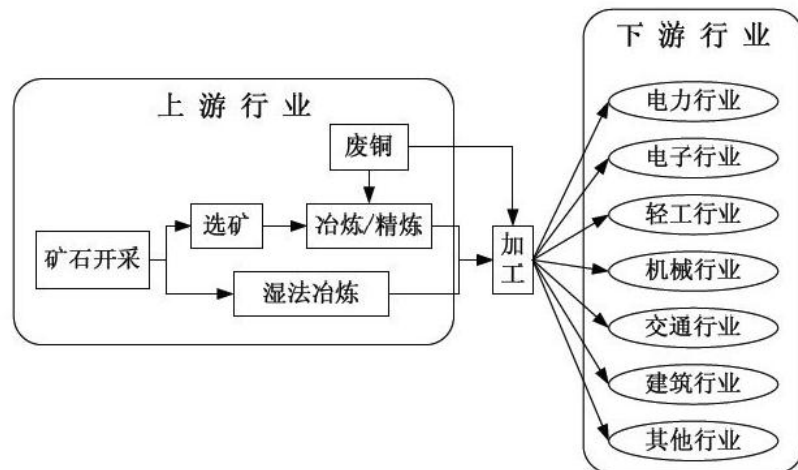 下游行业
上游行业
电力行业
废铜
电子行业
选矿
冶炼/精炼
轻工行业
矿石开采
加工
机械行业
湿法冶炼
交通行业
建筑行业
其他行业